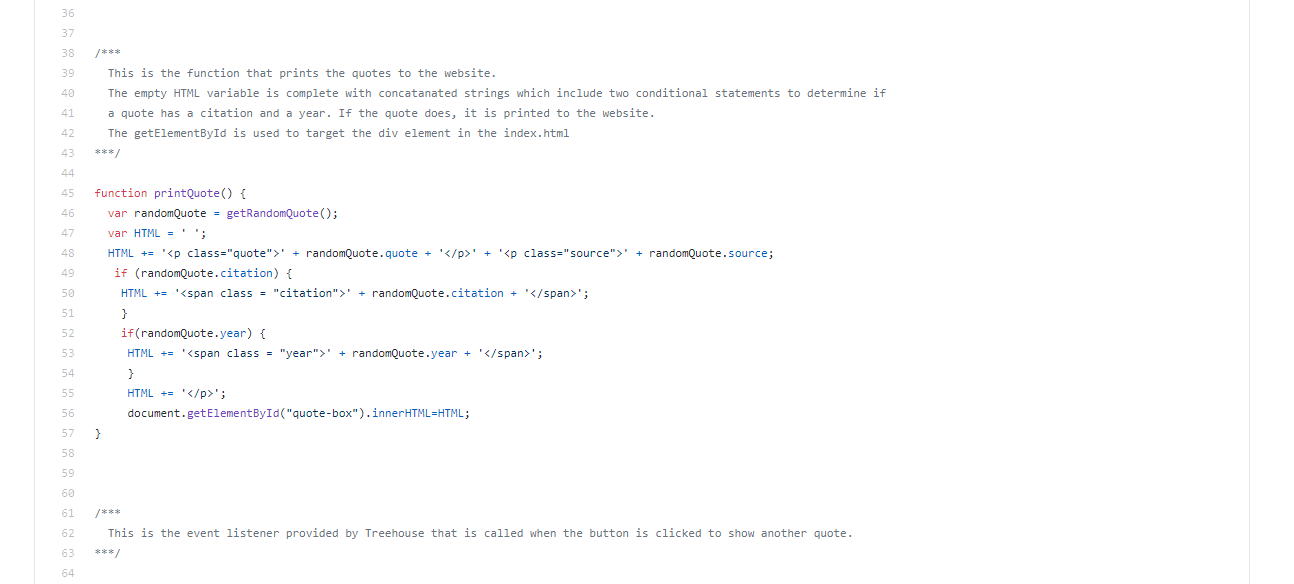 36
37
38 /***
39 This is the function that prints the quotes to the website.
40 The empty HTML variable is complete with concatanated strings which include two conditional statements to determine if
41 a quote has a citation and a year. If the quote does, it is printed to the website.
42 The getElementById is used to target the div element in the index.html
43 ***/
44
45 function printQuote() {
46 var randomQuote = getRandomQuote();
47 var HTML = ' ';
48 HTML += '<p class="quote">' + randomQuote.quote + '</p>' + '<p class="source">' + randomQuote.source;
49 if (randomQuote.citation) {
50 HTML += '<span class = "citation">' + randomQuote.citation + '</span>';
51 }
52 if(randomQuote.year) {
53 HTML += '<span class = "year">' + randomQuote.year + '</span>';
54 }
55 HTML += '</p>';
56 document.getElementById("quote-box").innerHTML=HTML;
57 }
58
59
60
61 /***
62 This is the event listener provided by Treehouse that is called when the button is clicked to show another quote.
63 ***/
64